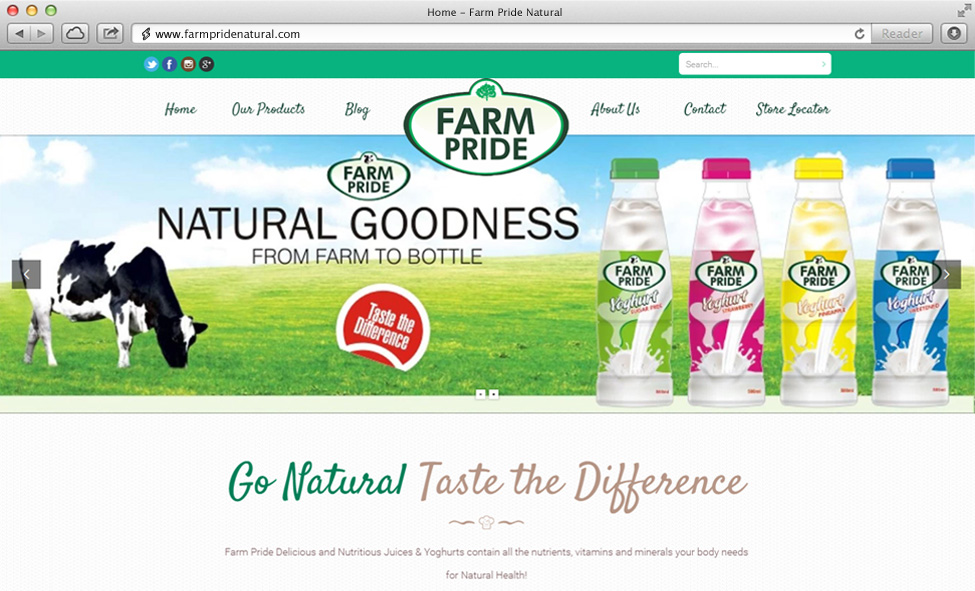 Home – Farm Pride Natural
www.farmpridenatural.com
Reader
g+
Search...
Home
Our Products
Blog
FARM
PRIDE
About Us
Contact
Store Locator
FARM
PRIDE
NATURAL GOODNESS
FROM FARM TO BOTTLE
Taste the
Difference
FARM
PRIDE
Yoghurt
SUGAR FREE
FARM
PRIDE
Yoghurt
STRAWBERRY
FARM
PRIDE
Yoghurt
PINEAPPLE
FARM
PRIDE
Yoghurt
SWEETENED
Go Natural Taste the Difference
Farm Pride Delicious and Nutritious Juices & Yoghurts contain all the nutrients, vitamins and minerals your body needs
for Natural Health!